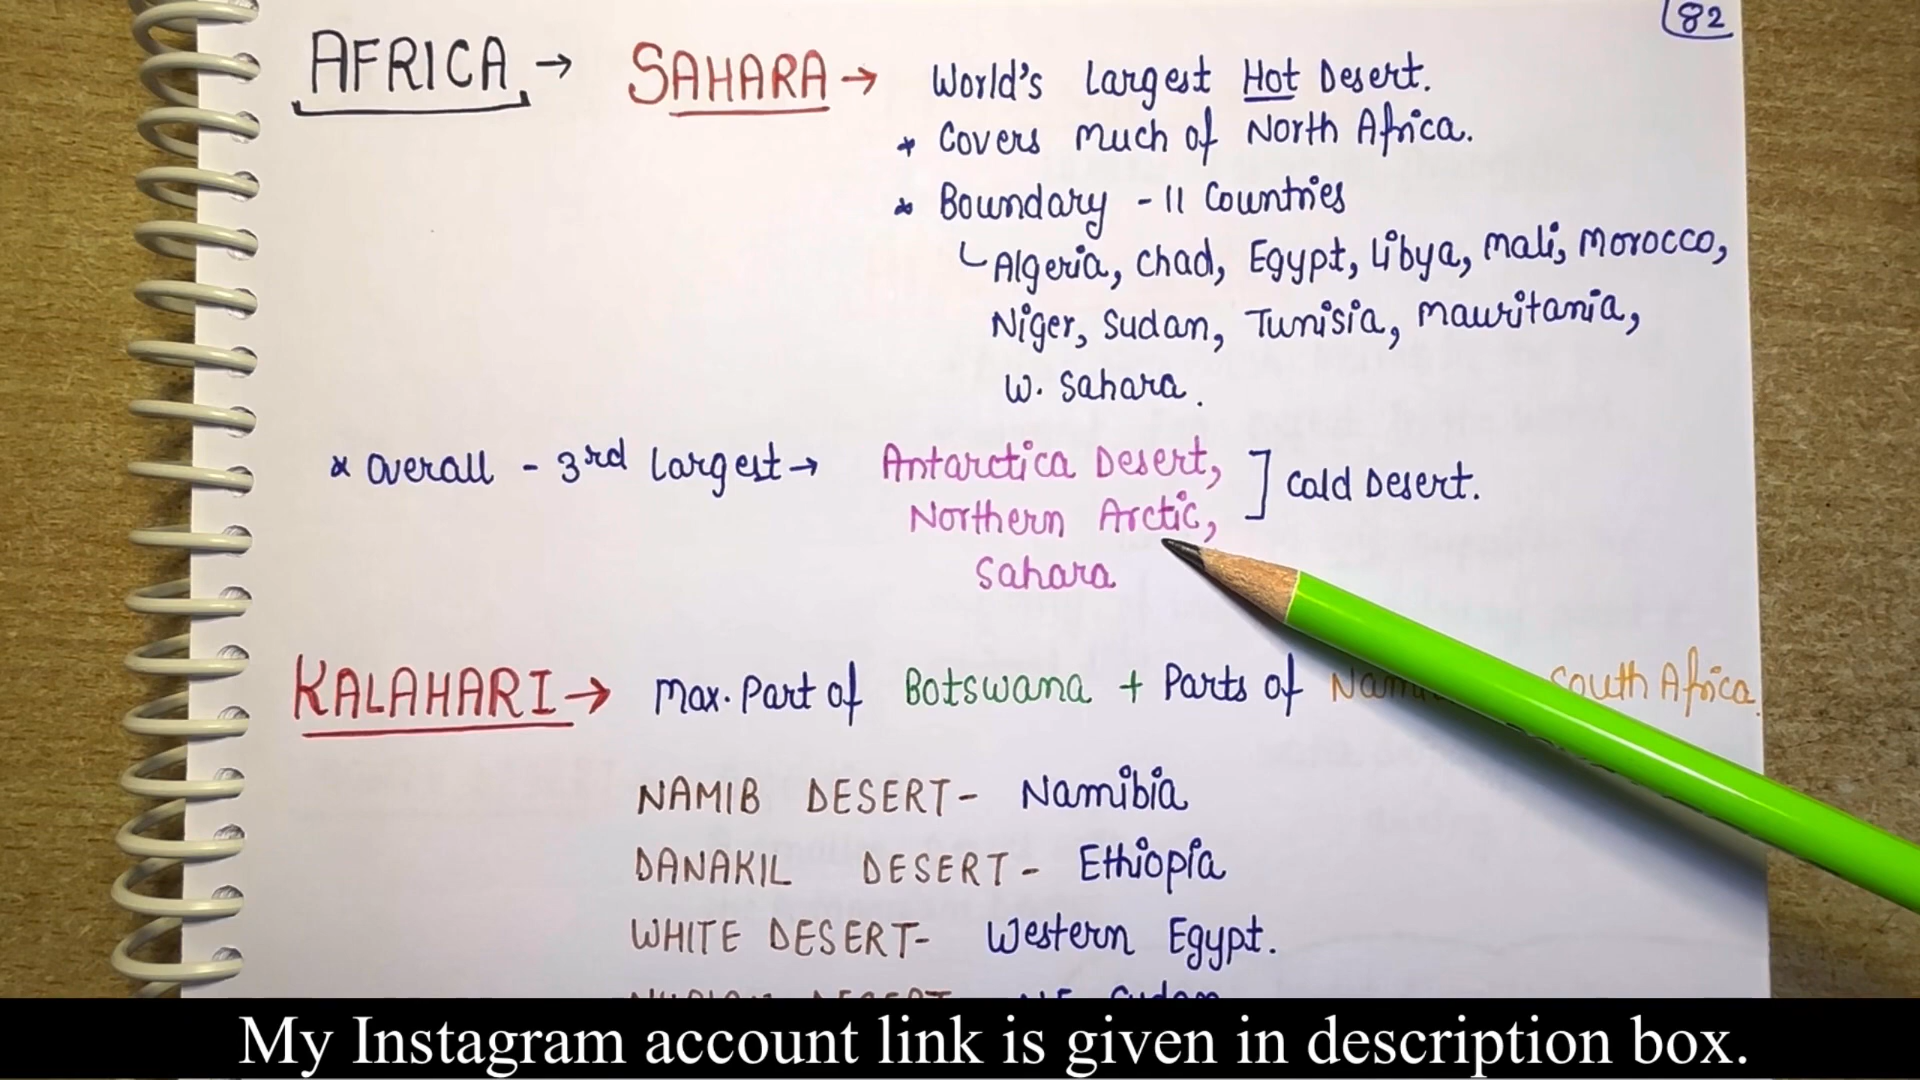 82
AFRICA → SAHARA → World's Largest Hot Desert.
* Covers much of North Africa.
* Boundary - 11 Countries
Algeria, Chad, Egypt, Libya, Mali, Morocco,
Niger, Sudan, Tunisia, Mauritania,
W. Sahara.
* Overall - 3rd Largest → Antarctica Desert,
Northern Arctic,
] Cold Desert.
Sahara
KALAHARI → Max. Part of Botswana + Parts of South Africa.
NAMIB DESERT - Namibia
DANAKIL DESERT - Ethiopia
WHITE DESERT - Western Egypt.
DESERT Sudan
My Instagram account link is given in description box.